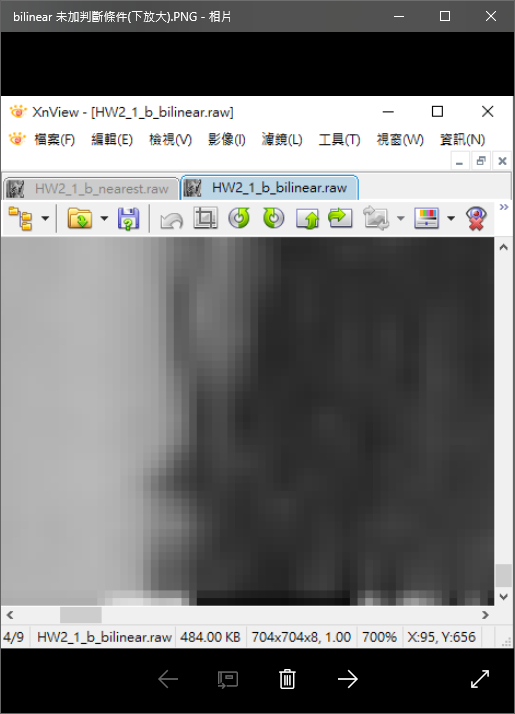 bilinear 未加判斷條件(下放大).PNG - 相片
XnView - [HW2_1_b_bilinear.raw]
檔案(F) 編輯(E) 檢視(V) 影像(I) 濾鏡(L) 工具(T) 視窗(W) 資訊(N)
HW2_1_b_nearest.raw HW2_1_b_bilinear.raw
4/9 HW2_1_b_bilinear.raw 484.00 KB 704x704x8, 1.00 700% X:95, Y:656